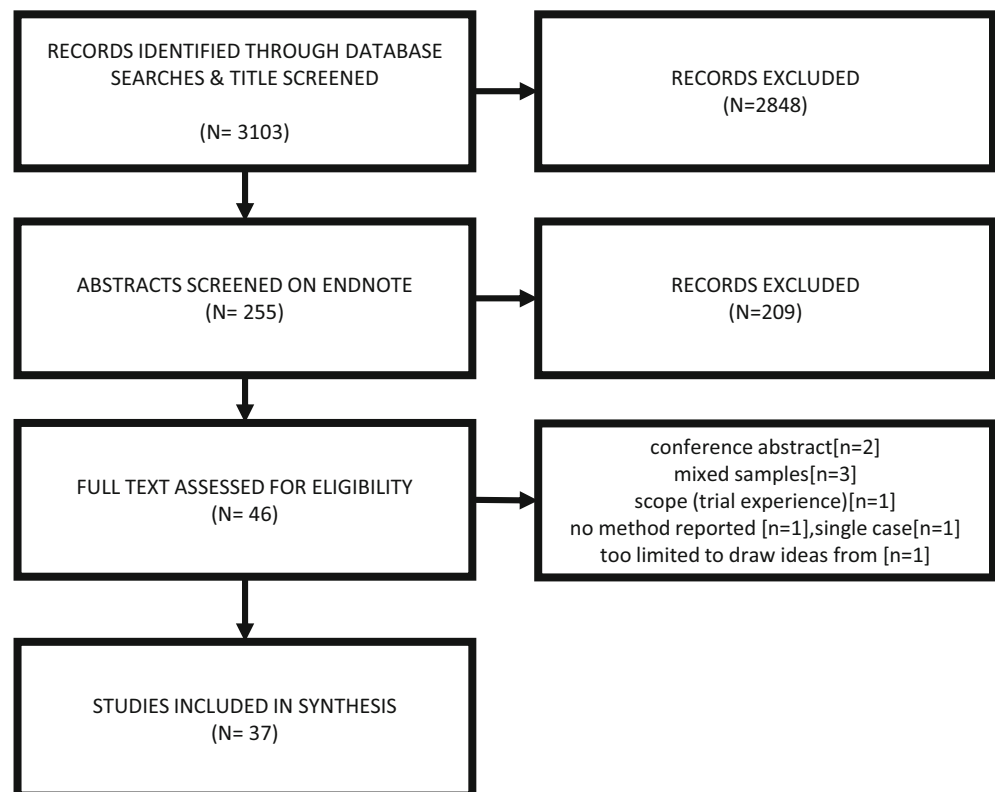 RECORDS IDENTIFIED THROUGH DATABASE
SEARCHES & TITLE SCREENED
(N= 3103)
RECORDS EXCLUDED
(N=2848)
ABSTRACTS SCREENED ON ENDNOTE
(N= 255)
RECORDS EXCLUDED
(N=209)
FULL TEXT ASSESSED FOR ELIGIBILITY
(N= 46)
conference abstract[n=2]
mixed samples[n=3]
scope (trial experience)[n=1]
no method reported [n=1],single case[n=1]
too limited to draw ideas from [n=1]
STUDIES INCLUDED IN SYNTHESIS
(N= 37)